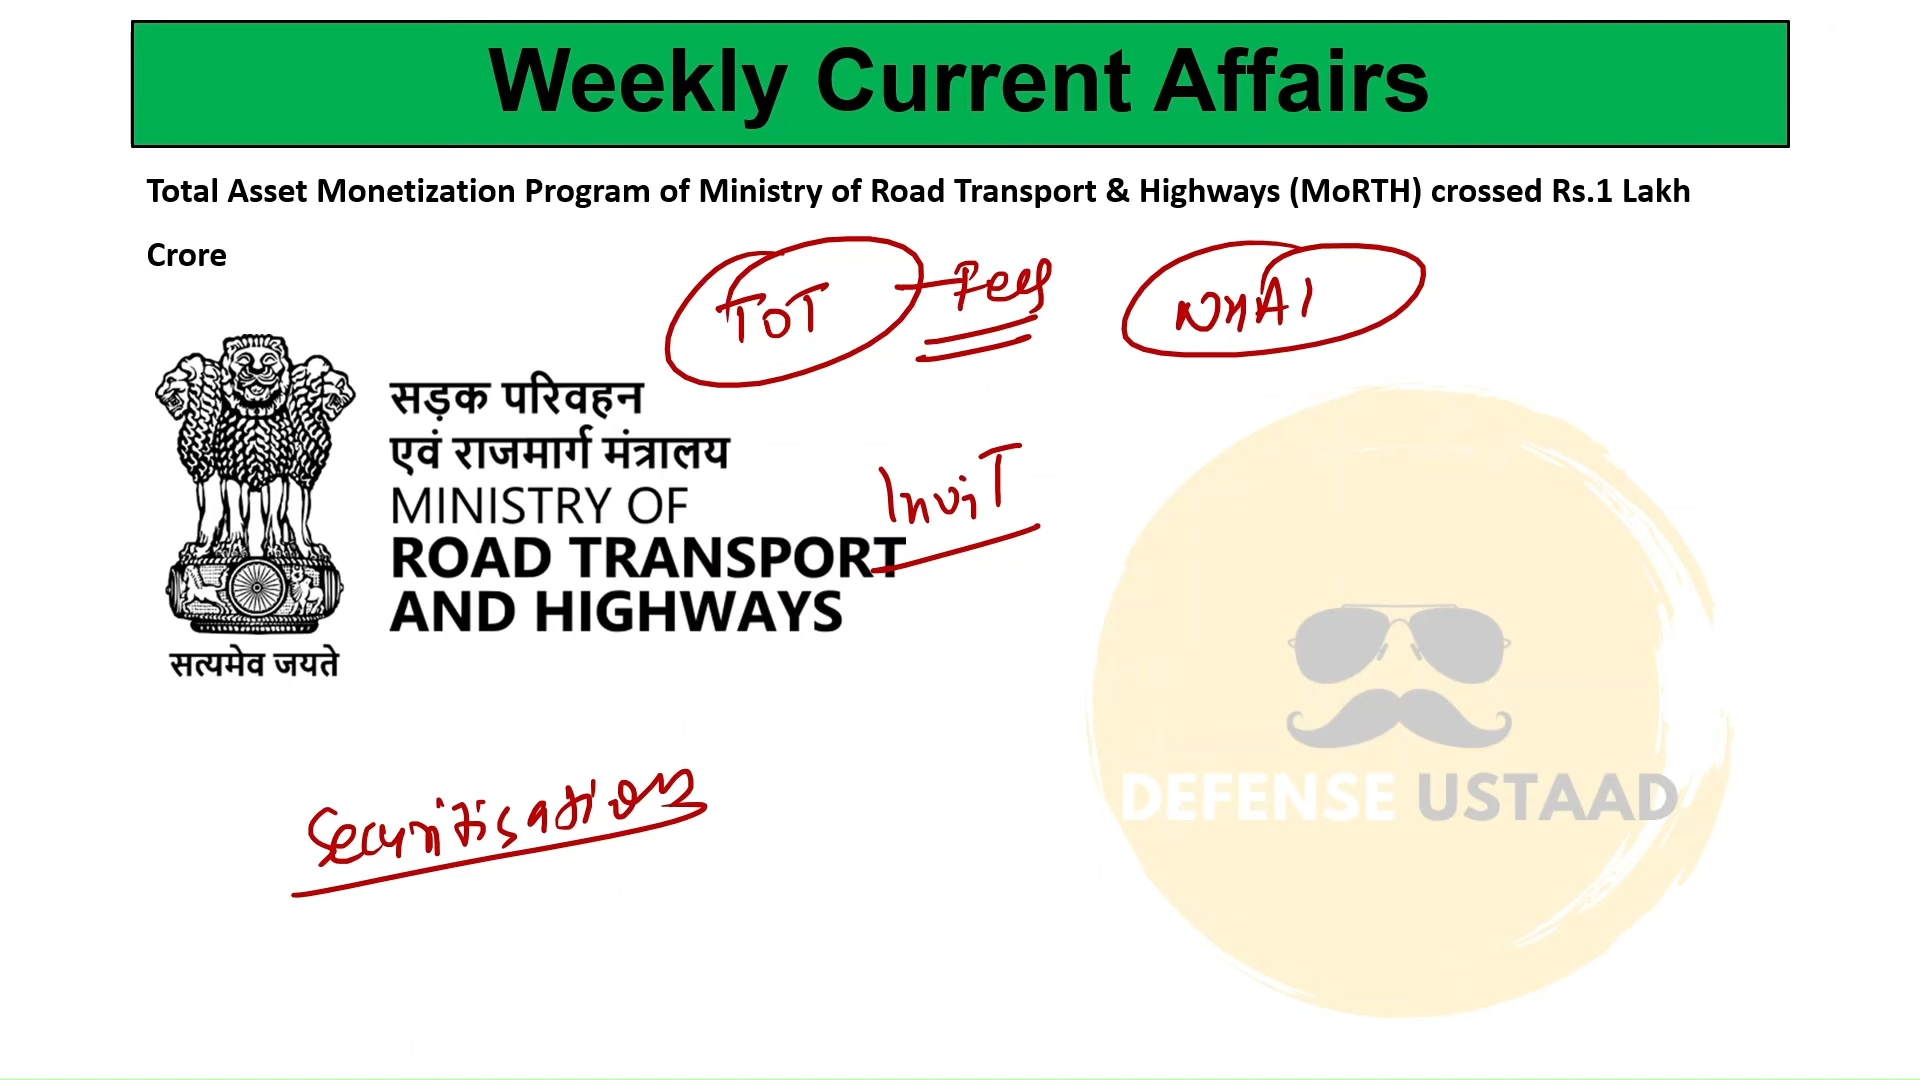 Weekly Current Affairs
Total Asset Monetization Program of Ministry of Road Transport & Highways (MoRTH) crossed Rs.1 Lakh
Crore
TOT Fees NHAI
सड़क परिवहन
एवं राजमार्ग मंत्रालय
MINISTRY OF
ROAD TRANSPORT
AND HIGHWAYS
सत्यमेव जयते
InviT
DEFENSE USTAAD
Securitisation